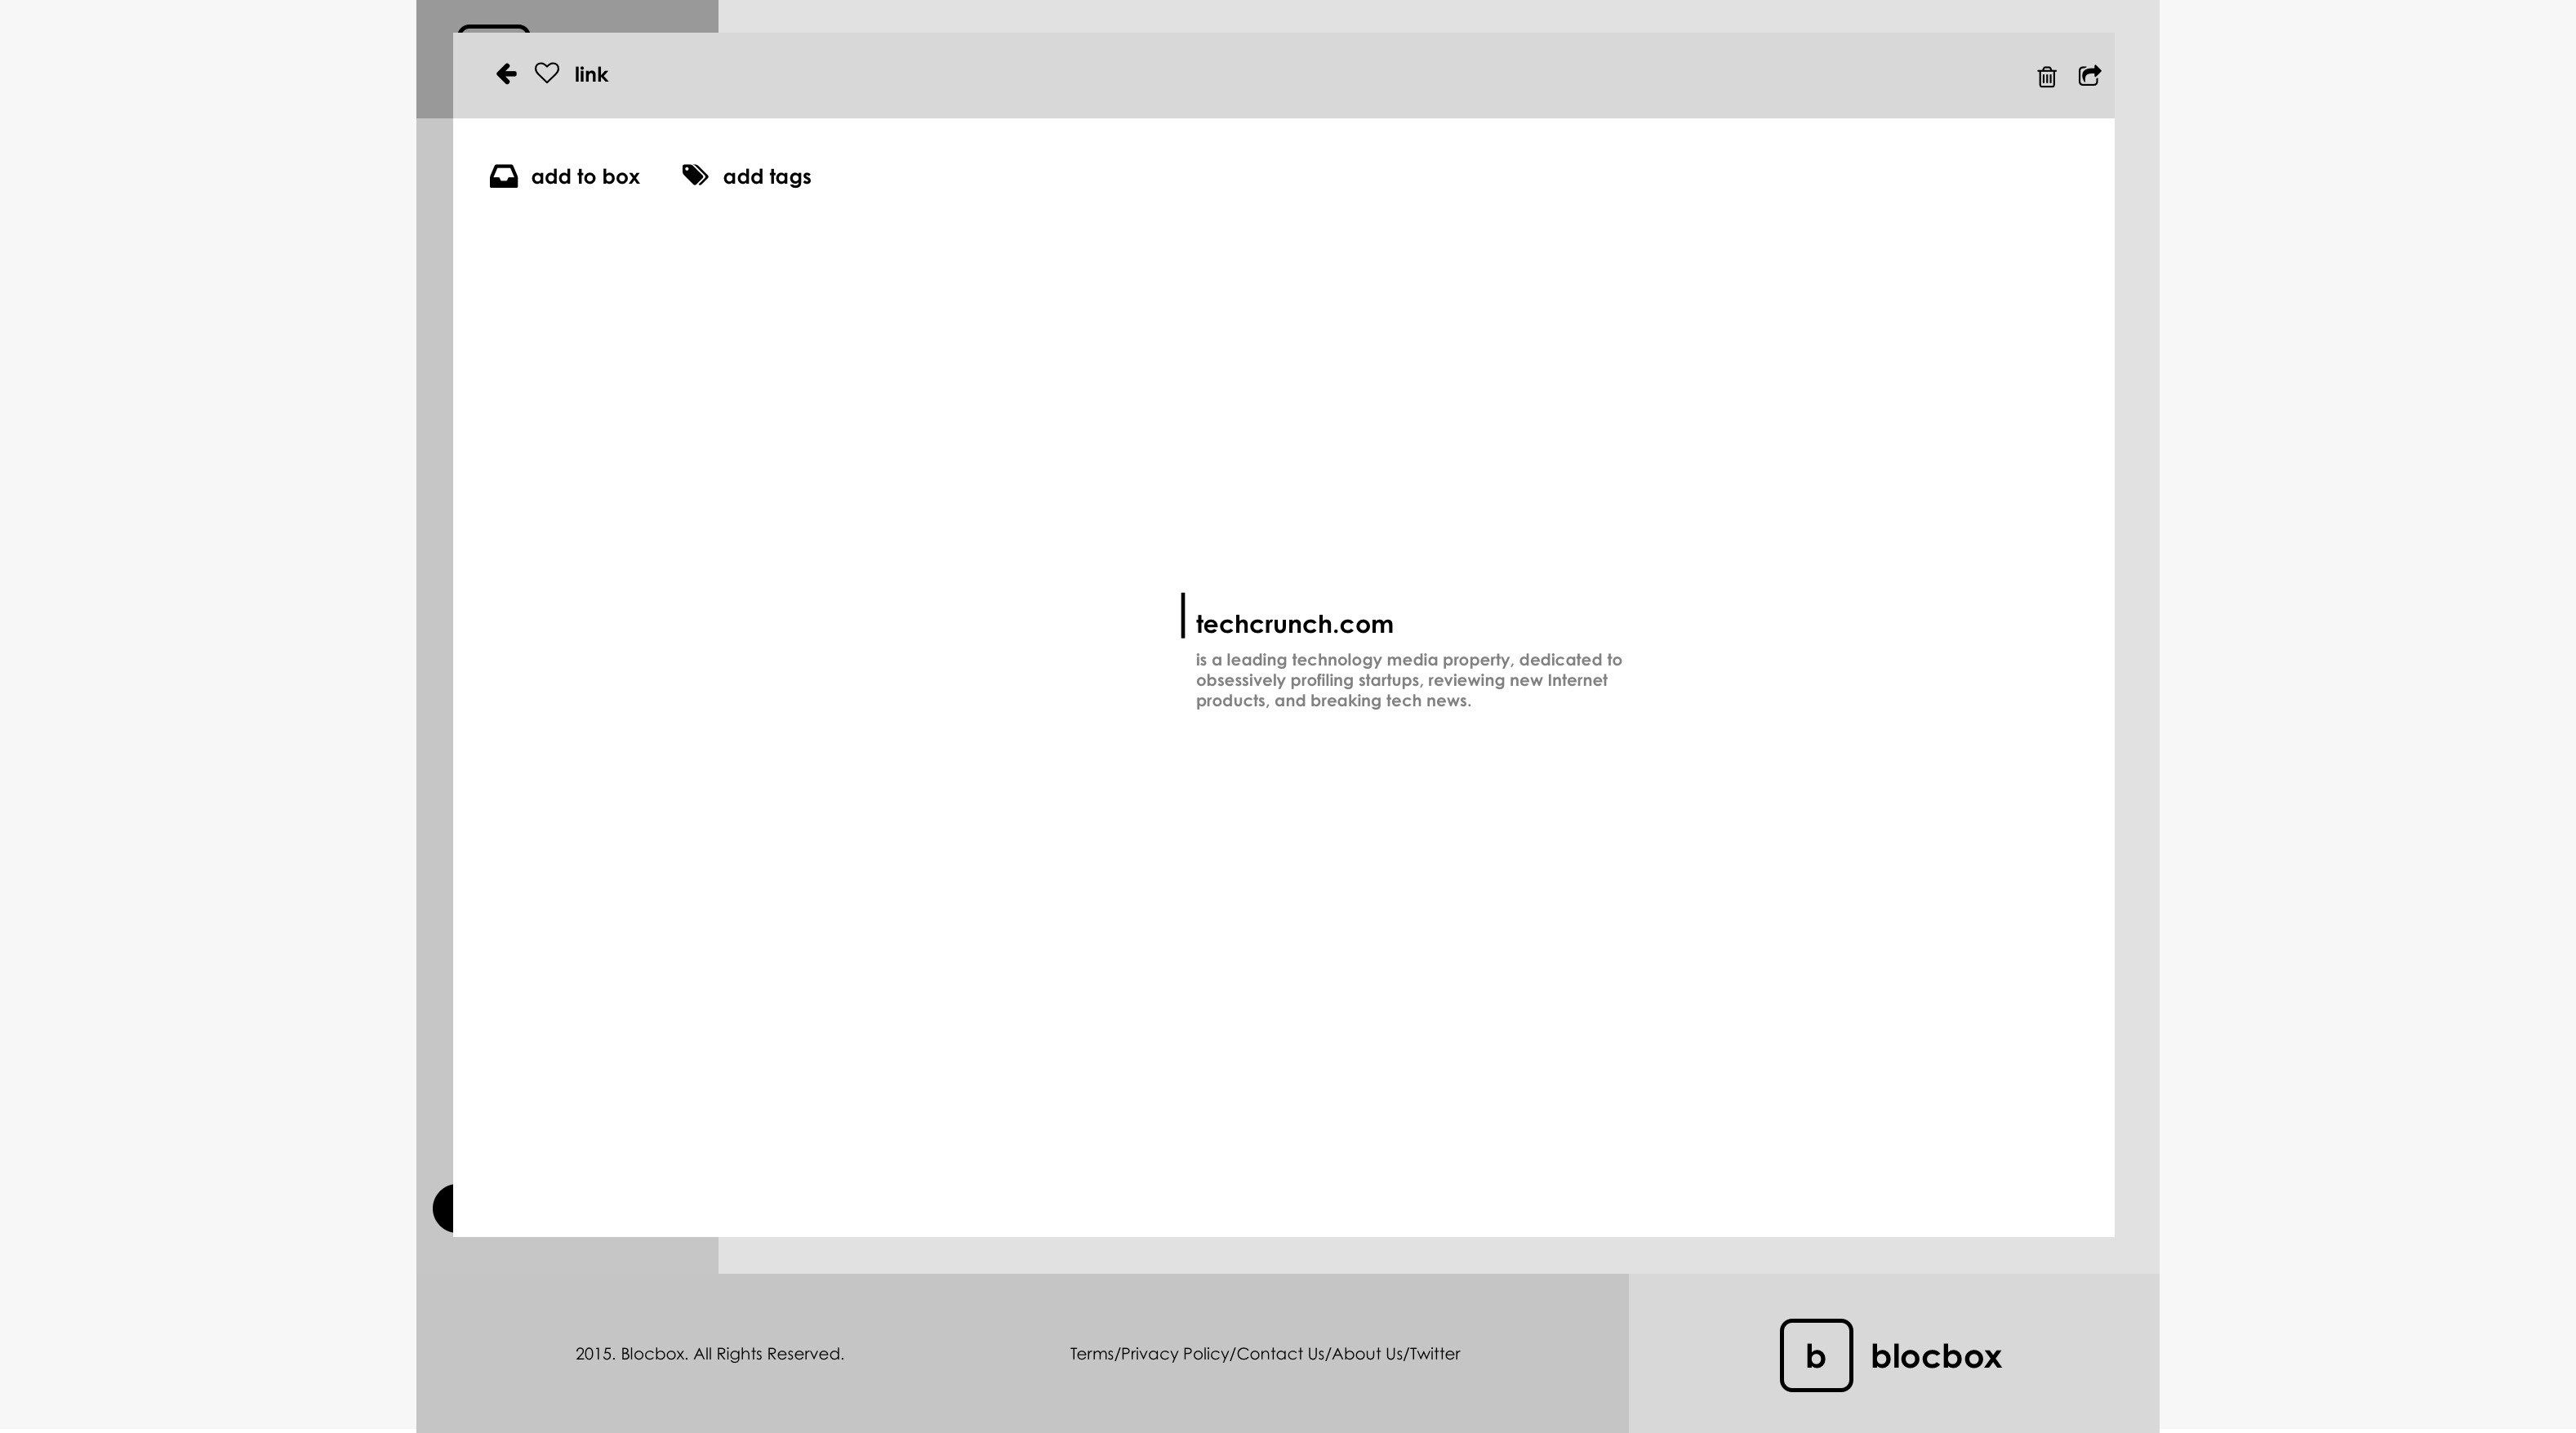 link
add to box
add tags
techcrunch.com
is a leading technology media property, dedicated to
obsessively profiling startups, reviewing new Internet
products, and breaking tech news.
2015. Blocbox. All Rights Reserved.
Terms/Privacy Policy/Contact Us/About Us/Twitter
b
blocbox